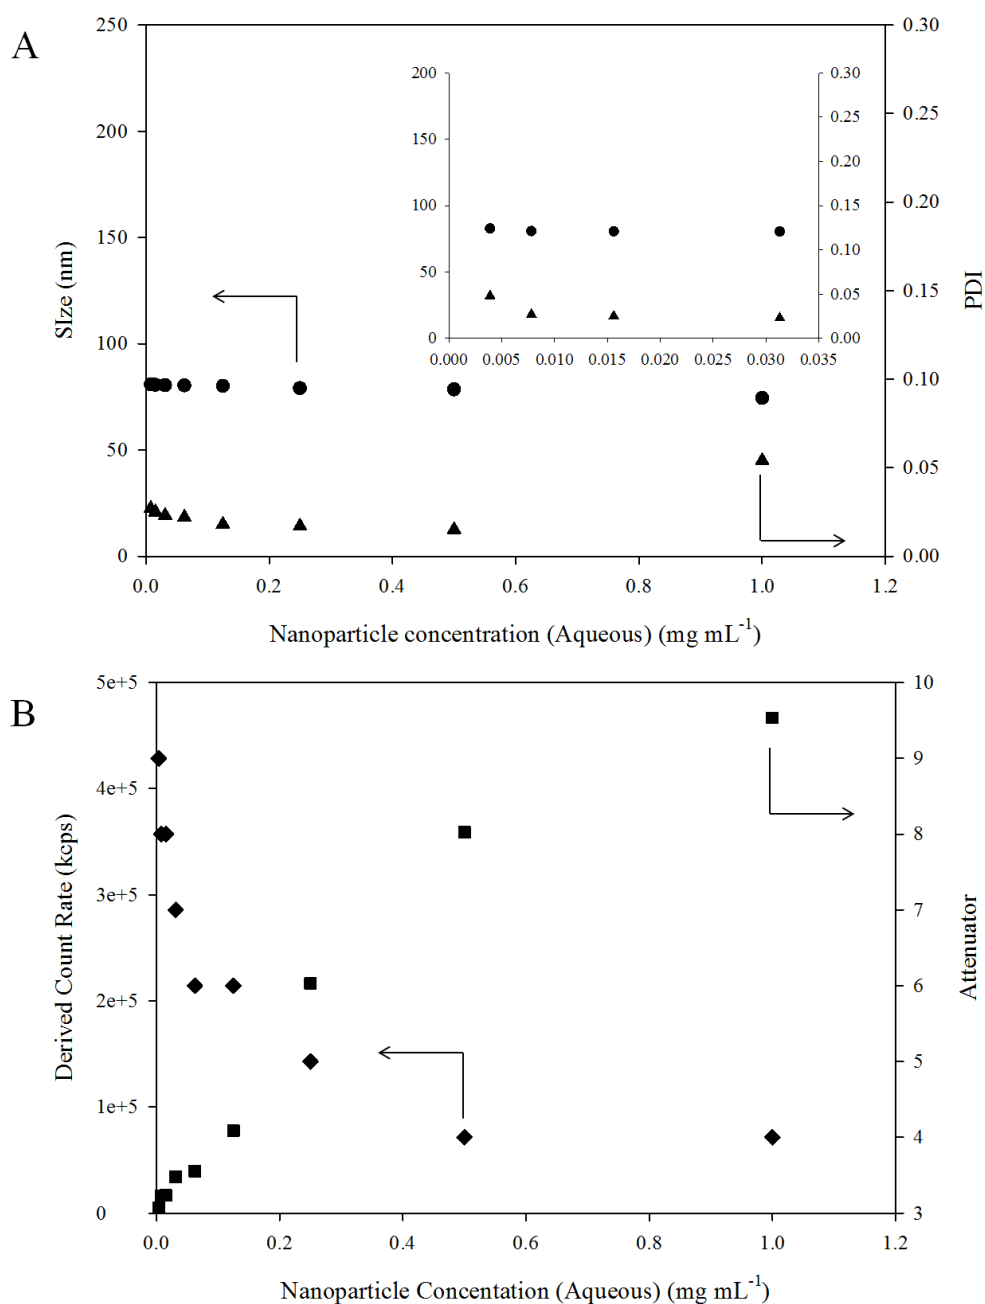 A
250
200
150
100
50
0
SIze (nm)
0.30
0.25
0.20
0.15
0.10
0.05
0.00
PDI
200
150
100
50
0
0.30
0.25
0.20
0.15
0.10
0.05
0.00
0.000 0.005 0.010 0.015 0.020 0.025 0.030 0.035
0.0 0.2 0.4 0.6 0.8 1.0 1.2
Nanoparticle concentration (Aqueous) (mg mL⁻¹)
B
5e+5
4e+5
3e+5
2e+5
1e+5
0
Derived Count Rate (kcps)
10
9
8
7
6
5
4
3
Attenuator
0.0 0.2 0.4 0.6 0.8 1.0 1.2
Nanoparticle Concentation (Aqueous) (mg mL⁻¹)